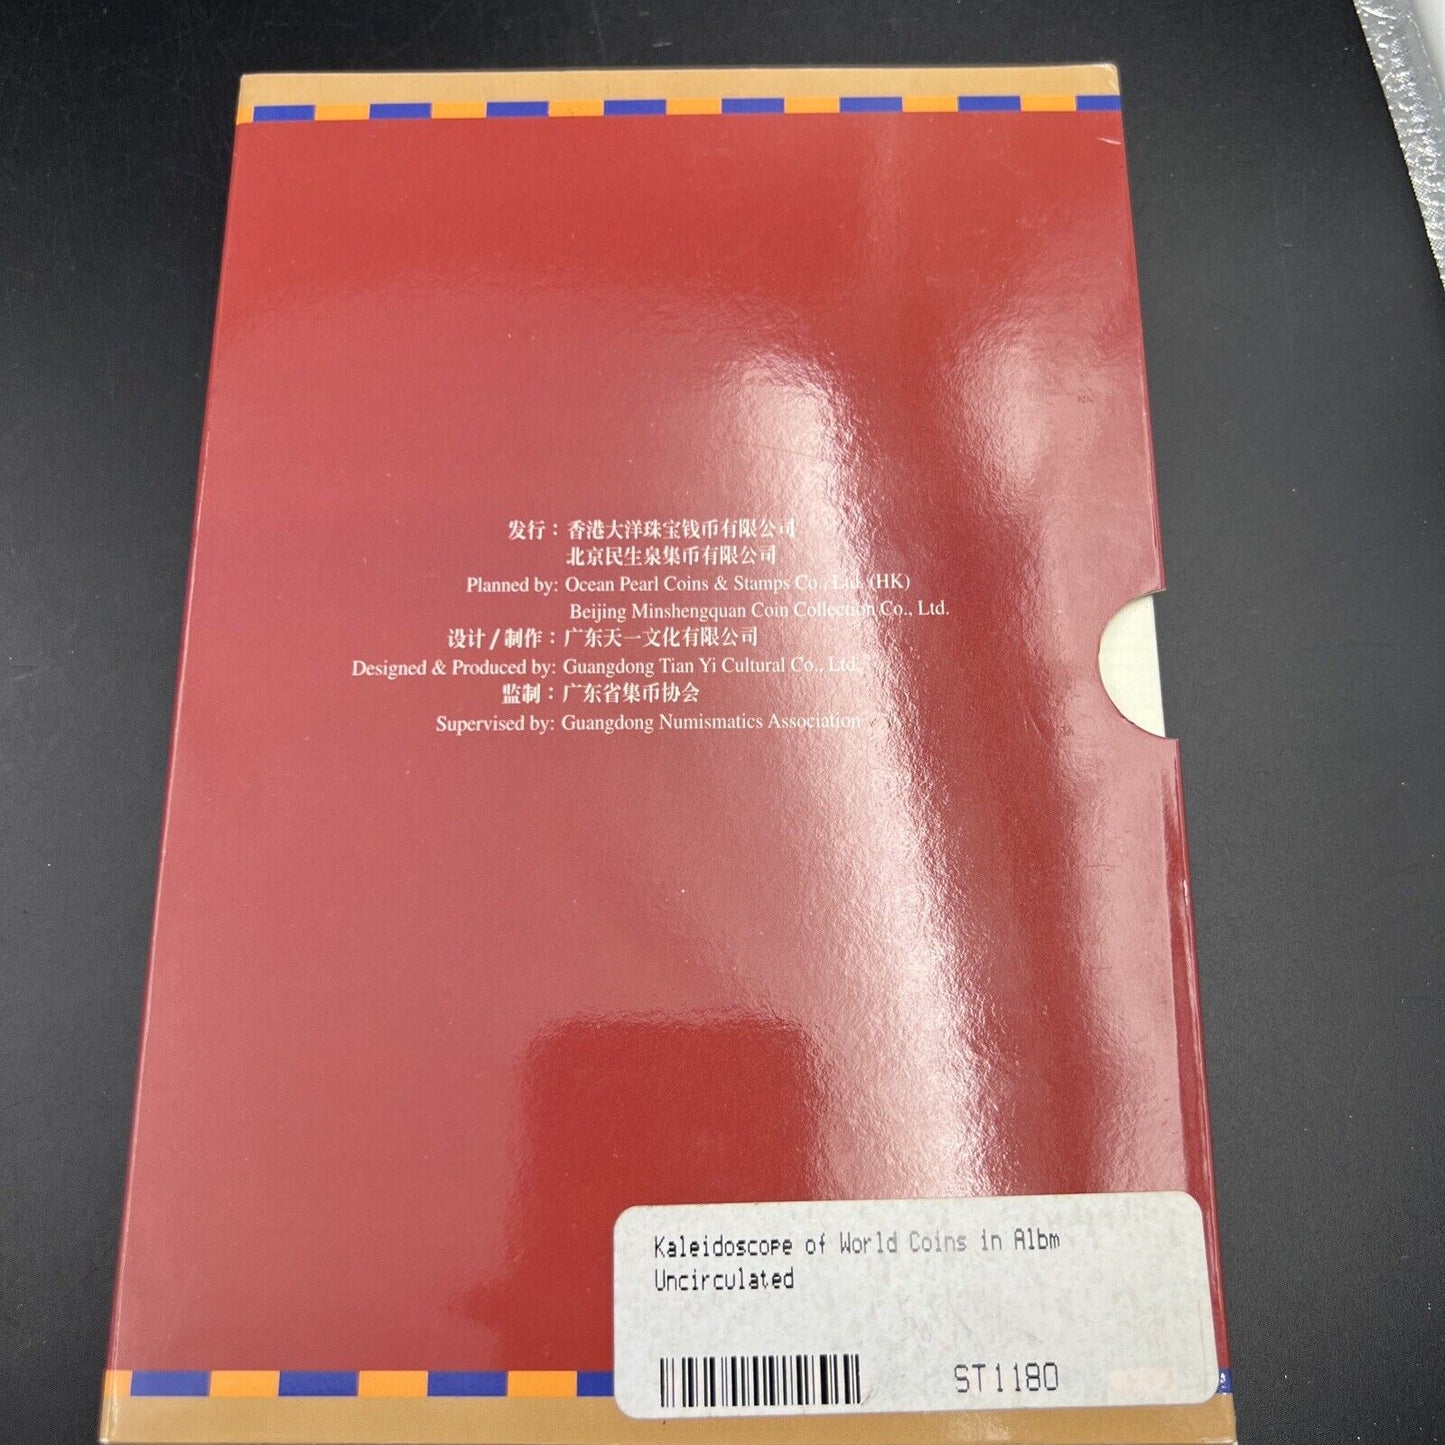 发行：香港大洋珠宝钱币有限公司
北京民生泉集币有限公司
Planned by: Ocean Pearl Coins & Stamps Co., Ltd. (HK)
Beijing Minshengquan Coin Collection Co., Ltd.
设计/制作：广东天一文化有限公司
Designed & Produced by: Guangdong Tian Yi Cultural Co., Ltd.
监制：广东省集币协会
Supervised by: Guangdong Numismatics Association
Kaleidoscope of World Coins in Albm
Uncirculated
ST1180